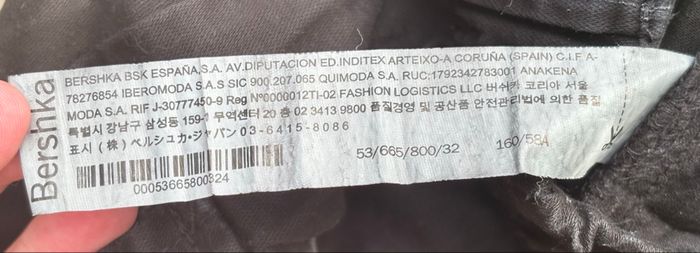 Bershka
BERSHKA BSK ESPAÑA,S.A. AV.DIPUTACION ED.INDITEX ARTEIXO-A CORUÑA (SPAIN) C.I.F A-
78276854 IBEROMODA S.A.S SIC 900.207.065 QUIMODA S.A. RUC:1792342783001 ANAKENA
MODA S.A. RIF J-30777450-9 Reg Nº0000012TI-02 FASHION LOGISTICS LLC 버쉬카 코리아 서울
특별시 강남구 삼성동 159-1 무역센터 20 층 02 3413 9800 품질경영 및 공산품 안전관리법에 의한 품질
표시 (株) ベルシュカ・ジャパン 03-6415-8086
53/665/800/32 160/58A
00053665800324